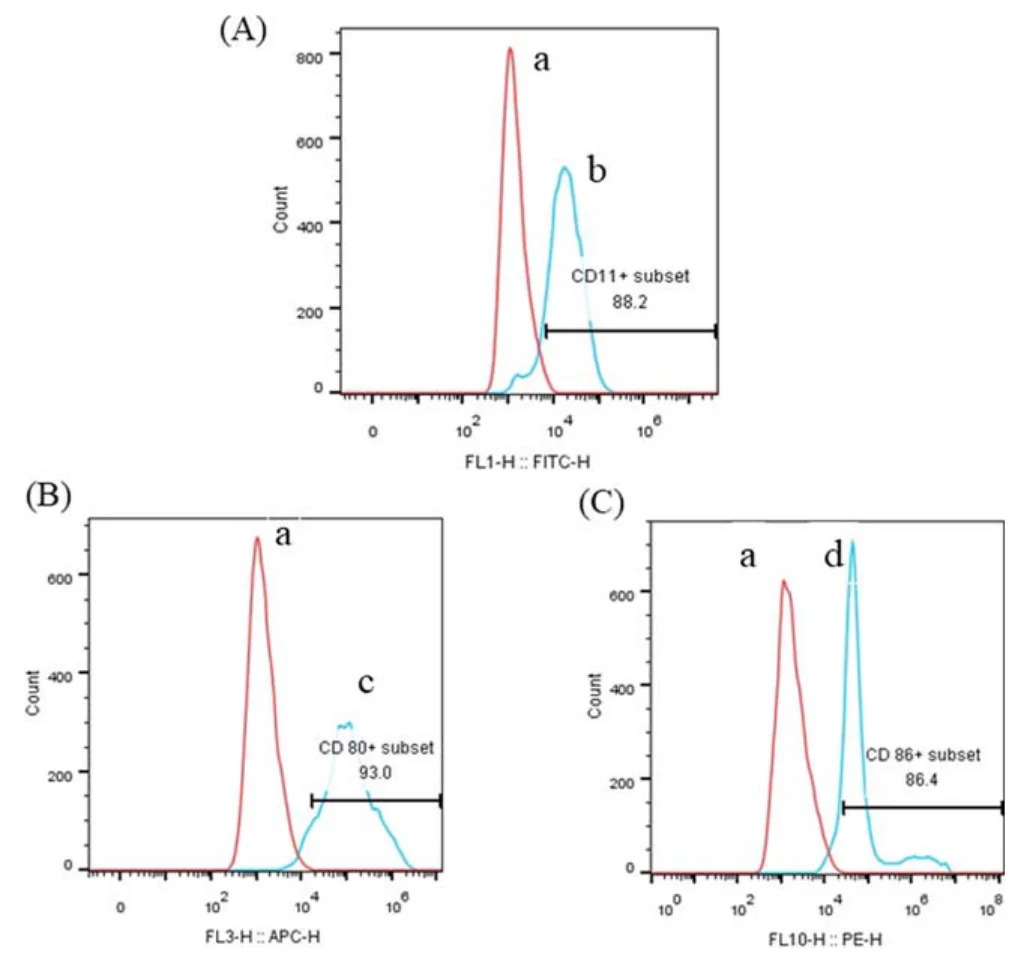 (A)
a
b
800
600
400
200
0
Count
CD11+ subset
88.2
0 10² 10⁴ 10⁶
FL1-H :: FITC-H
(B)
a
c
600
400
200
0
Count
CD 80+ subset
93.0
0 10² 10⁴ 10⁶
FL3-H :: APC-H
(C)
a d
600
400
200
0
Count
CD 86+ subset
86.4
10⁰ 10² 10⁴ 10⁶ 10⁸
FL10-H :: PE-H